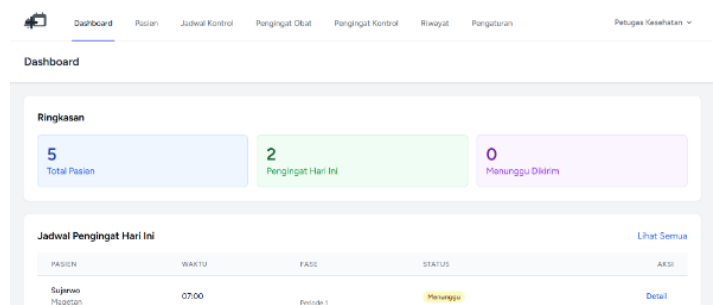 Dashboard Pasien Jadwal Kontrol Pengingat Obat Pengingat Kontrol Riwayat Pengaturan Petugas Kesehatan
Dashboard
Ringkasan
5
Total Pasien
2
Pengingat Hari Ini
0
Menunggu Dikirim
Jadwal Pengingat Hari Ini Lihat Semua
PASIEN WAKTU FASE STATUS AKSI
Sujarwo
Magetan
07:00
Periode 1
Menunggu
Detail